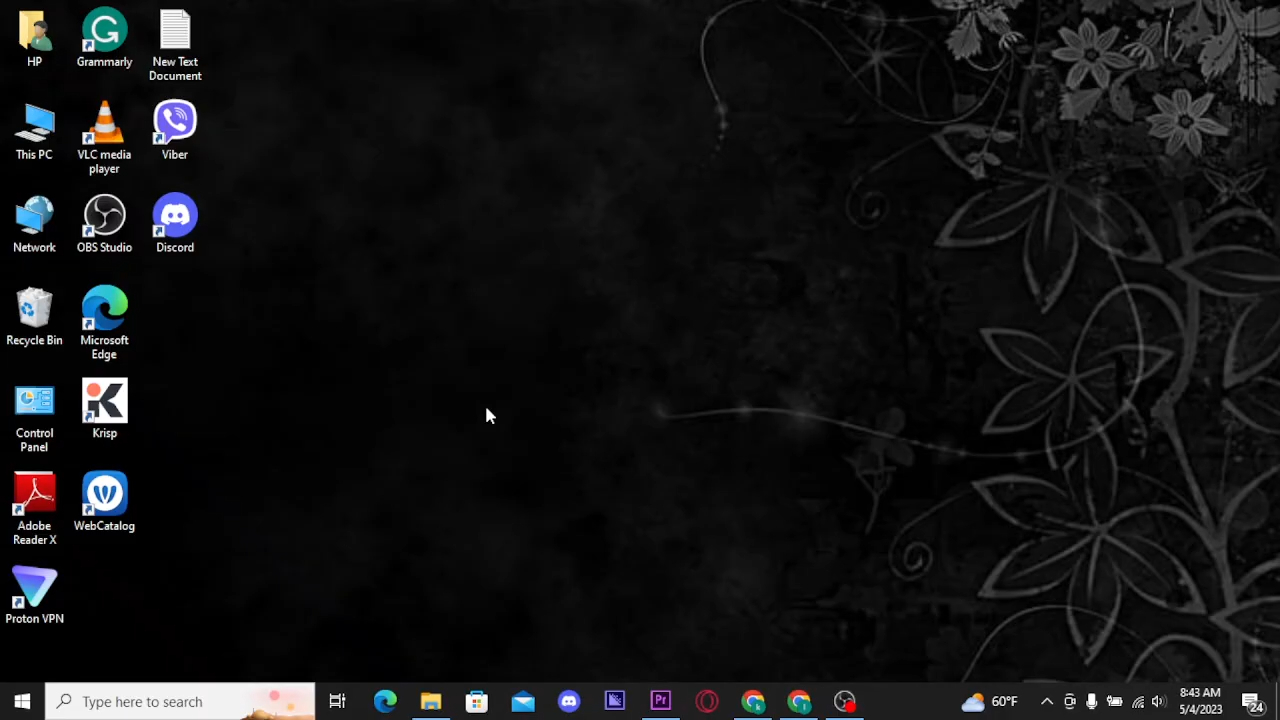 HP
Grammarly
New Text
Document
This PC
VLC media
player
Viber
Network
OBS Studio
Discord
Recycle Bin
Microsoft
Edge
Control
Panel
Krisp
Adobe
Reader X
WebCatalog
Proton VPN
Type here to search
Pr
60°F
8:43 AM
5/4/2023
24